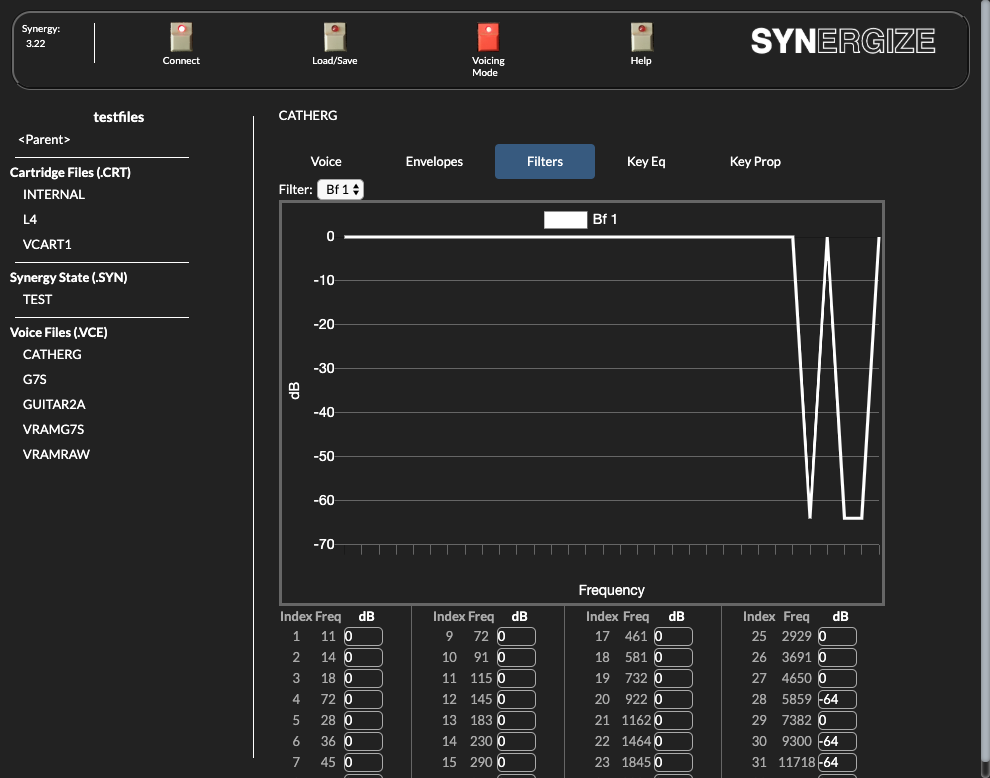 Synergy:
3.22
Connect
Load/Save
Voicing
Mode
Help
SYNERGIZE
testfiles
<Parent>
Cartridge Files (.CRT)
INTERNAL
L4
VCART1
Synergy State (.SYN)
TEST
Voice Files (.VCE)
CATHERG
G7S
GUITAR2A
VRAMG7S
VRAMRAW
CATHERG
Voice Envelopes Filters Key Eq Key Prop
Filter: Bf 1
Bf 1
0
-10
-20
-30
-40
-50
-60
-70
dB
Frequency
Index Freq dB Index Freq dB Index Freq dB Index Freq dB
1 11 0 9 72 0 17 461 0 25 2929 0
2 14 0 10 91 0 18 581 0 26 3691 0
3 18 0 11 115 0 19 732 0 27 4650 0
4 72 0 12 145 0 20 922 0 28 5859 -64
5 28 0 13 183 0 21 1162 0 29 7382 0
6 36 0 14 230 0 22 1464 0 30 9300 -64
7 45 0 15 290 0 23 1845 0 31 11718 -64